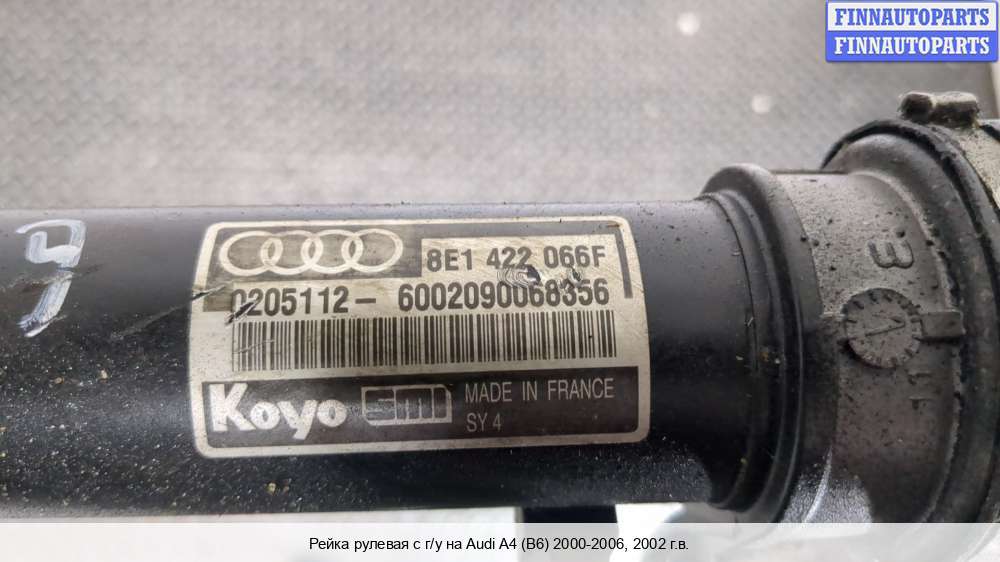 FINNAUTOPARTS
FINNAUTOPARTS
8E1 422 066F
0205112- 6002090068356
Koyo smi MADE IN FRANCE
SY 4
Рейка рулевая с г/у на Audi A4 (B6) 2000-2006, 2002 г.в.